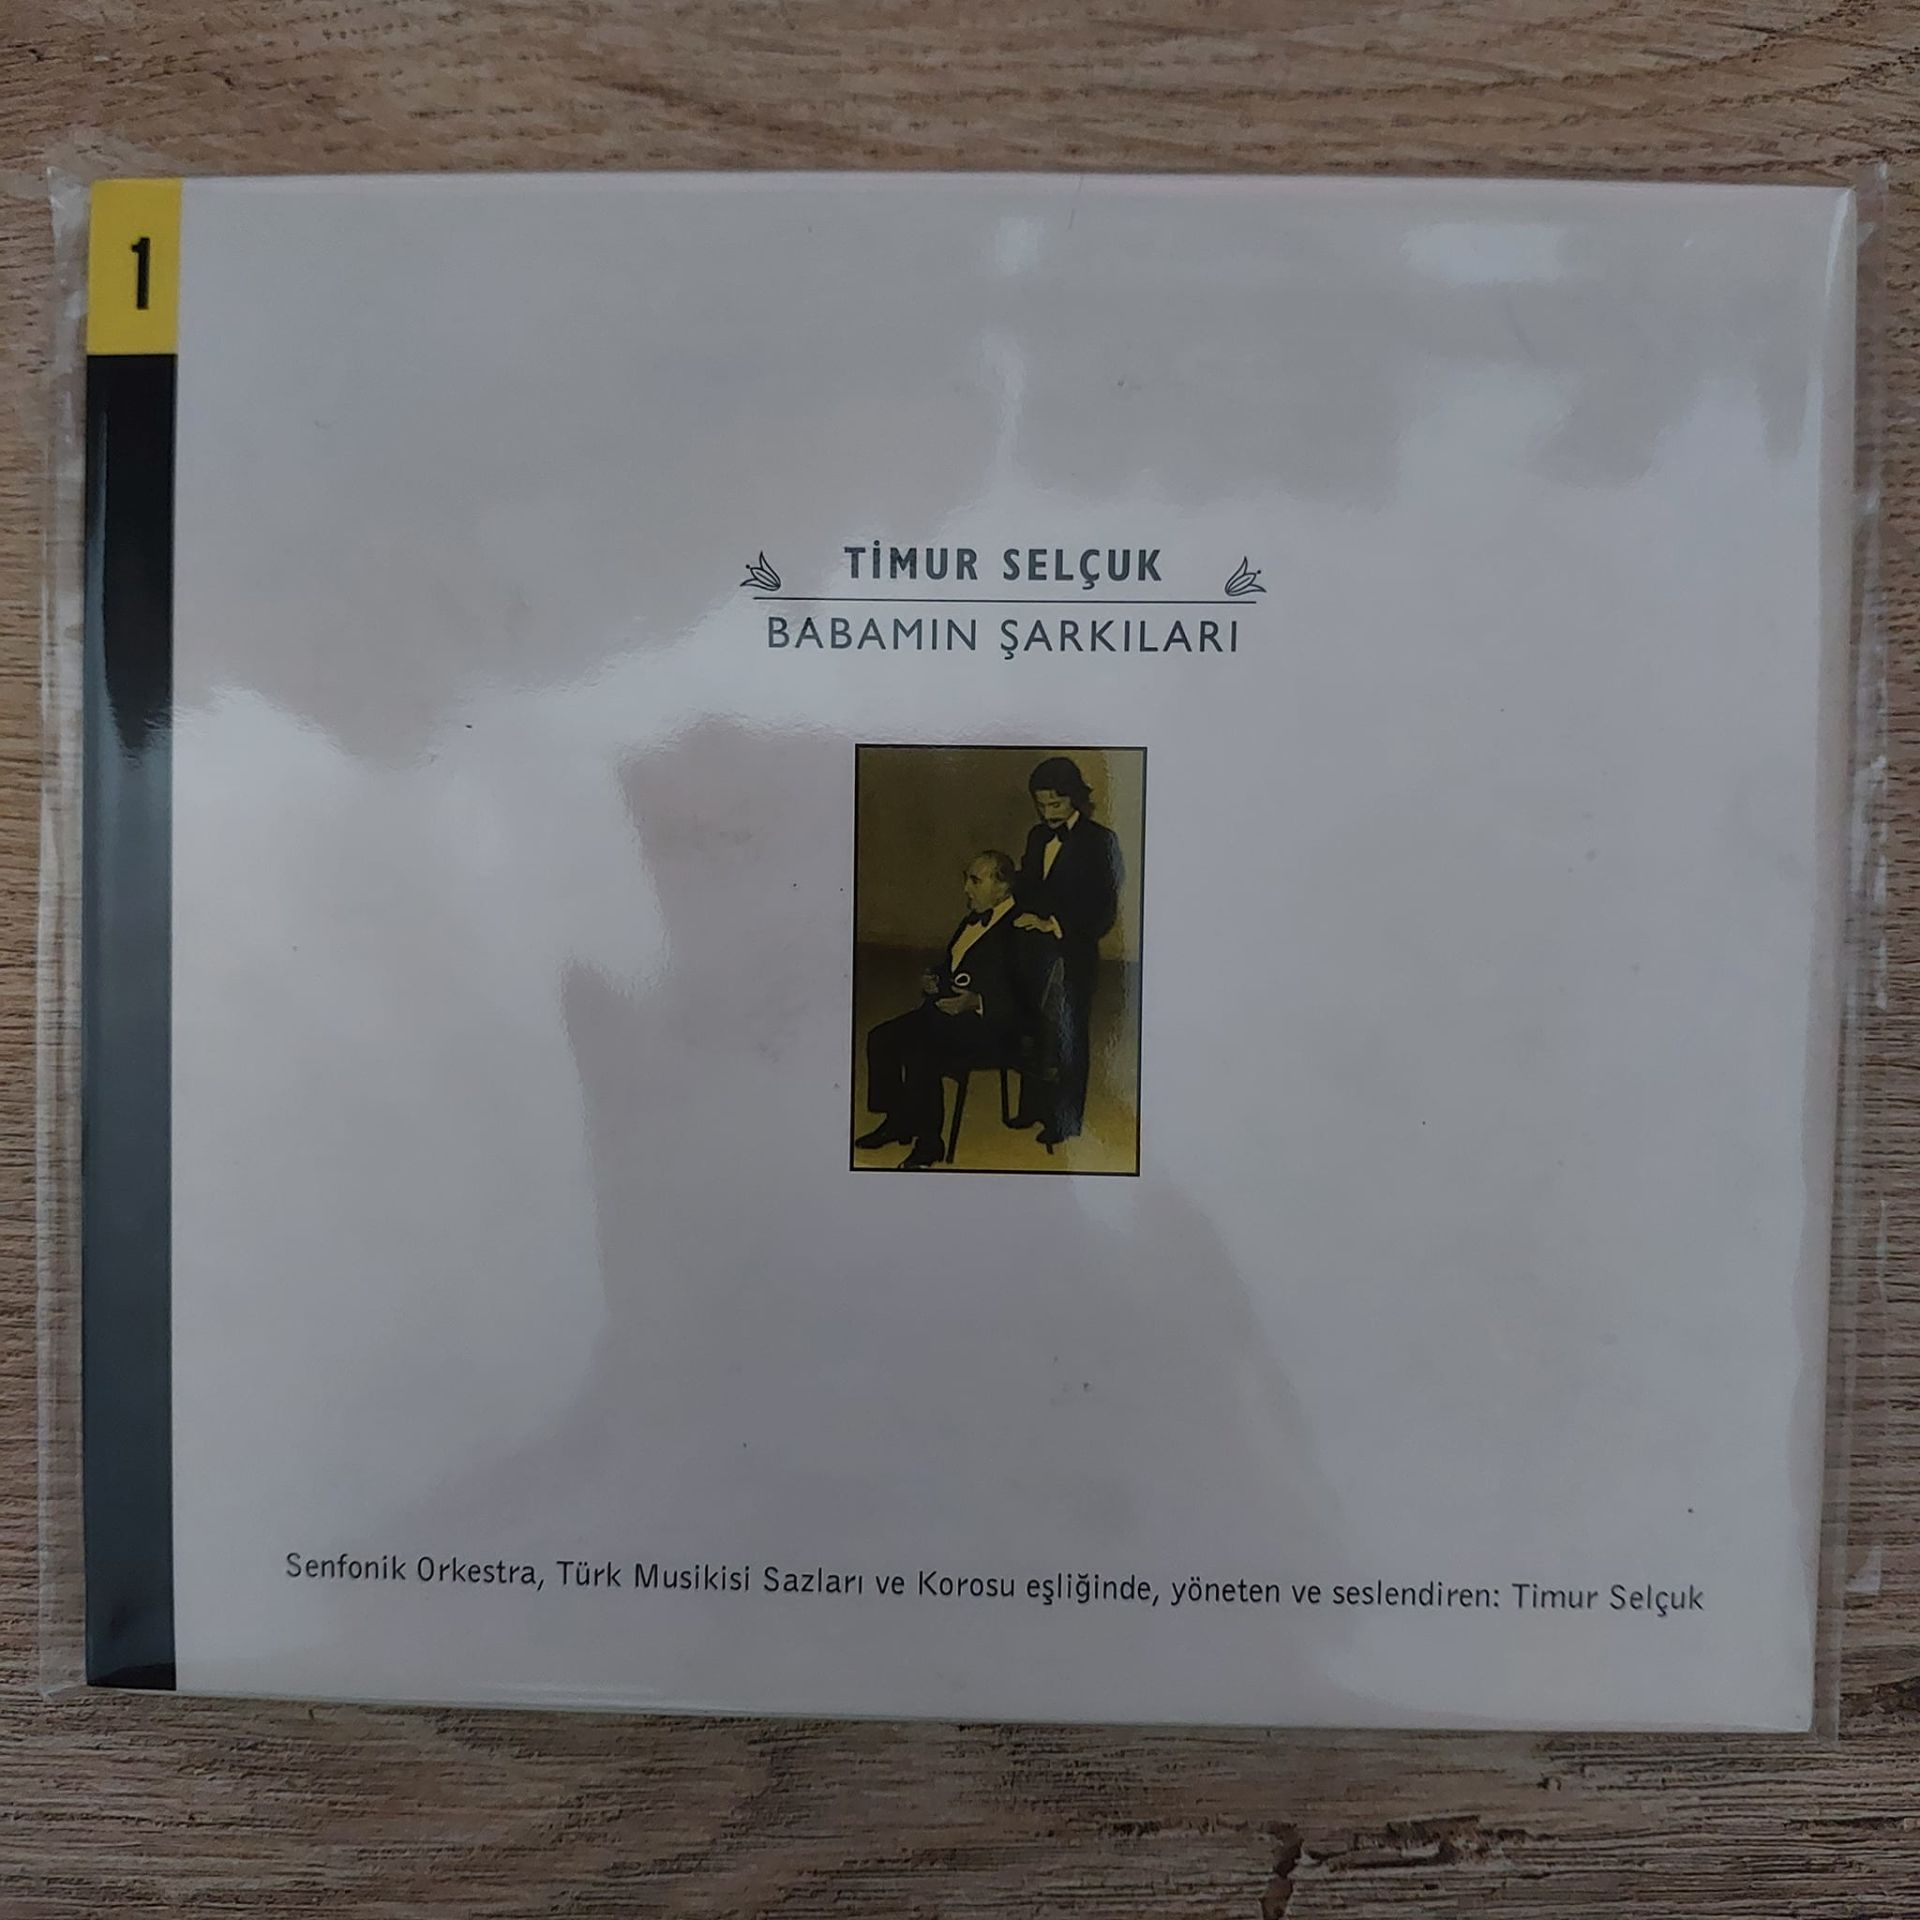 1
TİMUR SELÇUK
BABAMIN ŞARKILARI
Senfonik Orkestra, Türk Musikisi Sazları ve Korosu eşliğinde, yöneten ve seslendiren: Timur Selçuk